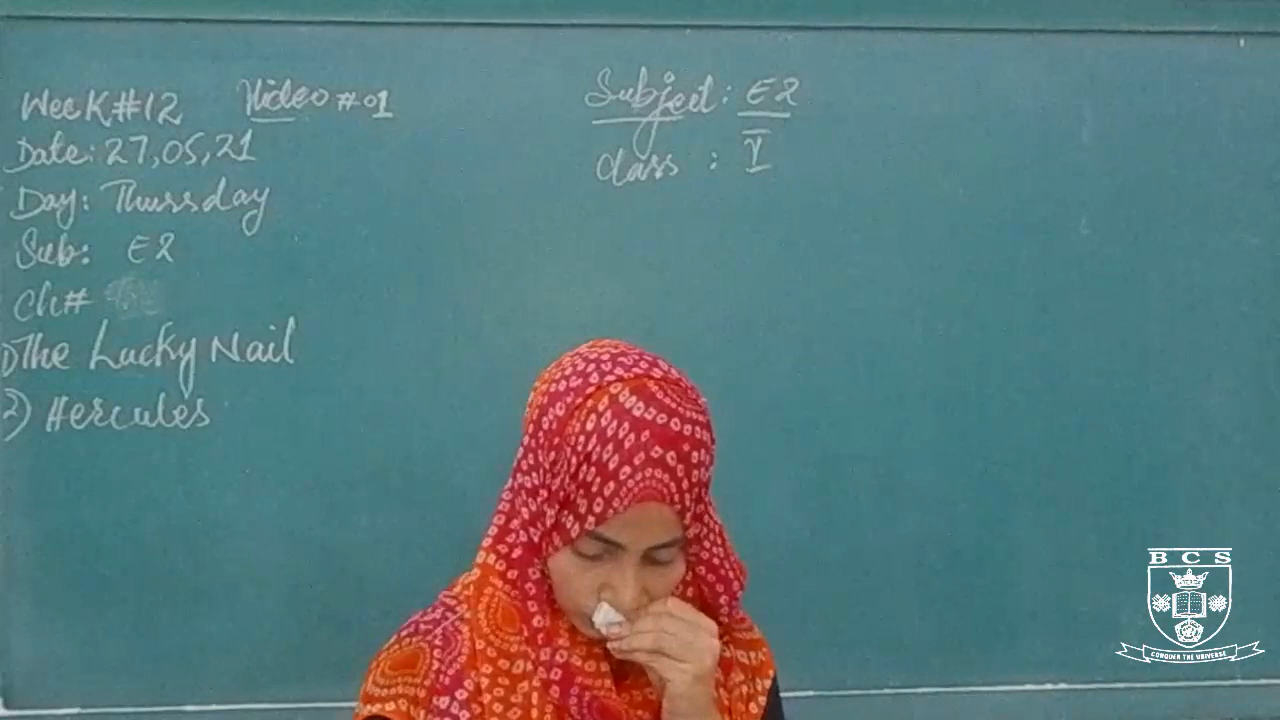 Week#12 Video #01
Date: 27,05,21
Day: Thursday
Sub: E2
Ch#
1) The Lucky Nail
2) Hercules
Subject: E2
Class: I
BCS
CONQUER THE UNIVERSE